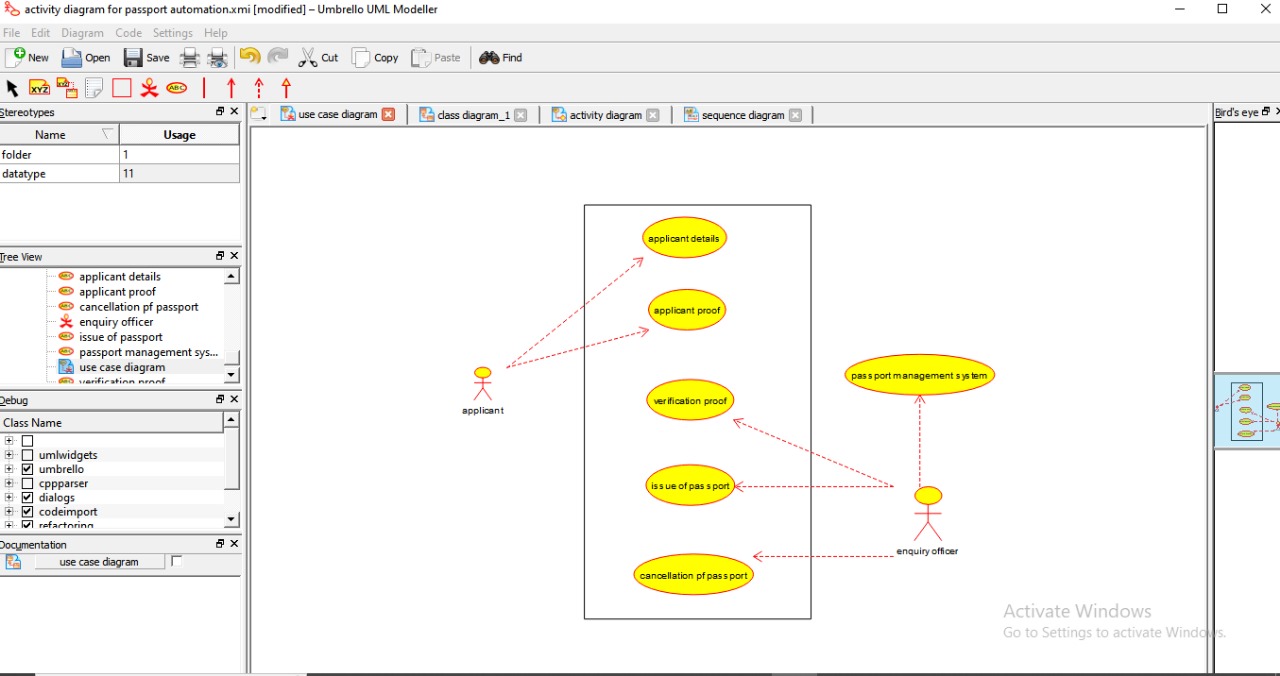 activity diagram for passport automation.xmi [modified] – Umbrello UML Modeller
File Edit Diagram Code Settings Help
New Open Save Cut Copy Paste Find
XYZ ABC
Stereotypes
Name Usage
folder 1
datatype 11
Tree View
applicant details
applicant proof
cancellation pf passport
enquiry officer
issue of passport
passport management sys...
use case diagram
verification proof
Debug
Class Name
umlwidgets
umbrello
cppparser
dialogs
codeimport
refactoring
Documentation
use case diagram
use case diagram class diagram_1 activity diagram sequence diagram
applicant details
applicant proof
verification proof
issue of passport
cancellation pf passport
applicant
passport management system
enquiry officer
Bird's eye
Activate Windows
Go to Settings to activate Windows.